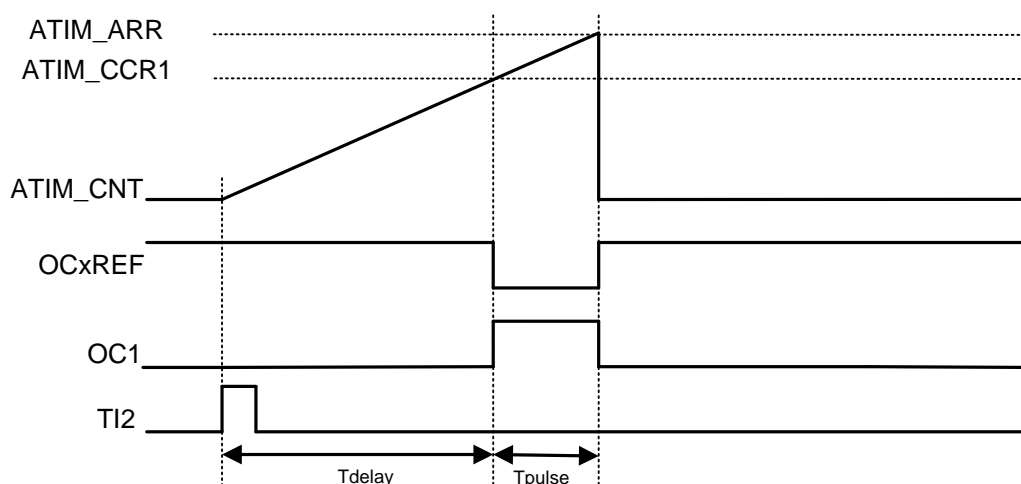 ATIM_ARR
ATIM_CCR1
ATIM_CNT
OCxREF
OC1
TI2
Tdelay
Tpulse